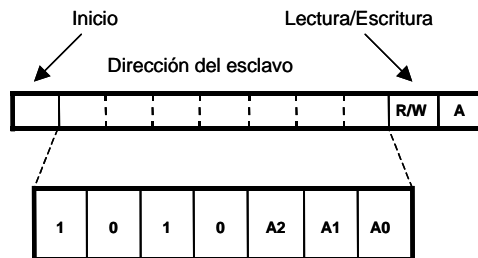 Inicio
Lectura/Escritura
Dirección del esclavo
R/W A
1 0 1 0 A2 A1 A0